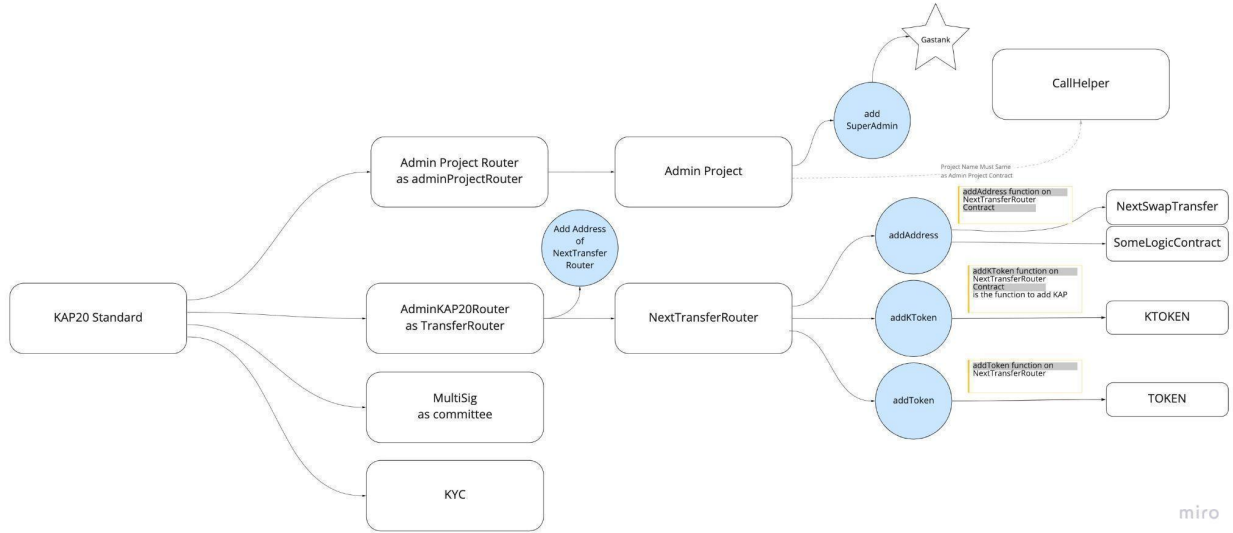 Gastank
CallHelper
add
SuperAdmin
Admin Project Router
as adminProjectRouter
Admin Project
Project Name Must Same
as Admin Project Contract
addAddress function on
NextTransferRouter
Contract
NextSwapTransfer
Add Address
of
NextTransfer
Router
addAddress
SomeLogicContract
addKToken function on
NextTransferRouter
Contract
is the function to add KAP
KAP20 Standard
AdminKAP20Router
as TransferRouter
NextTransferRouter
addKToken
KTOKEN
addToken function on
NextTransferRouter
MultiSig
as committee
addToken
TOKEN
KYC
miro